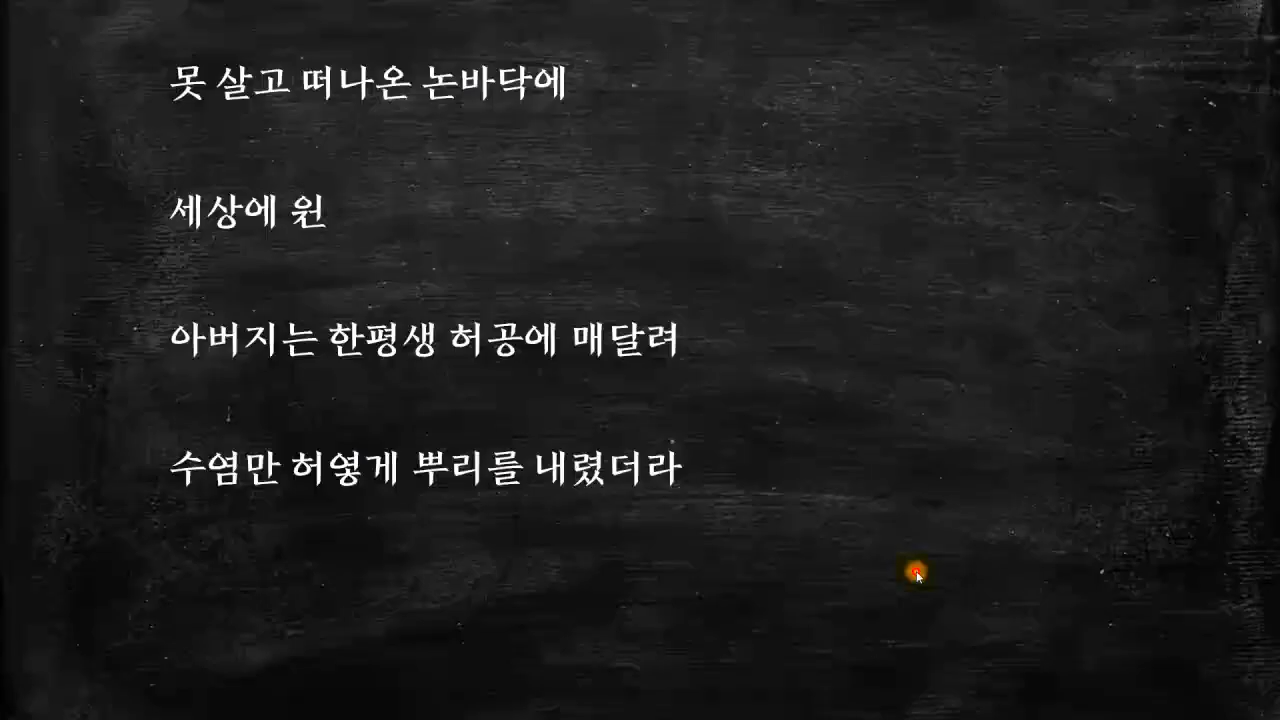 못 살고 떠나온 논바닥에
세상에 원
아버지는 한평생 허공에 매달려
수염만 허옇게 뿌리를 내렸더라